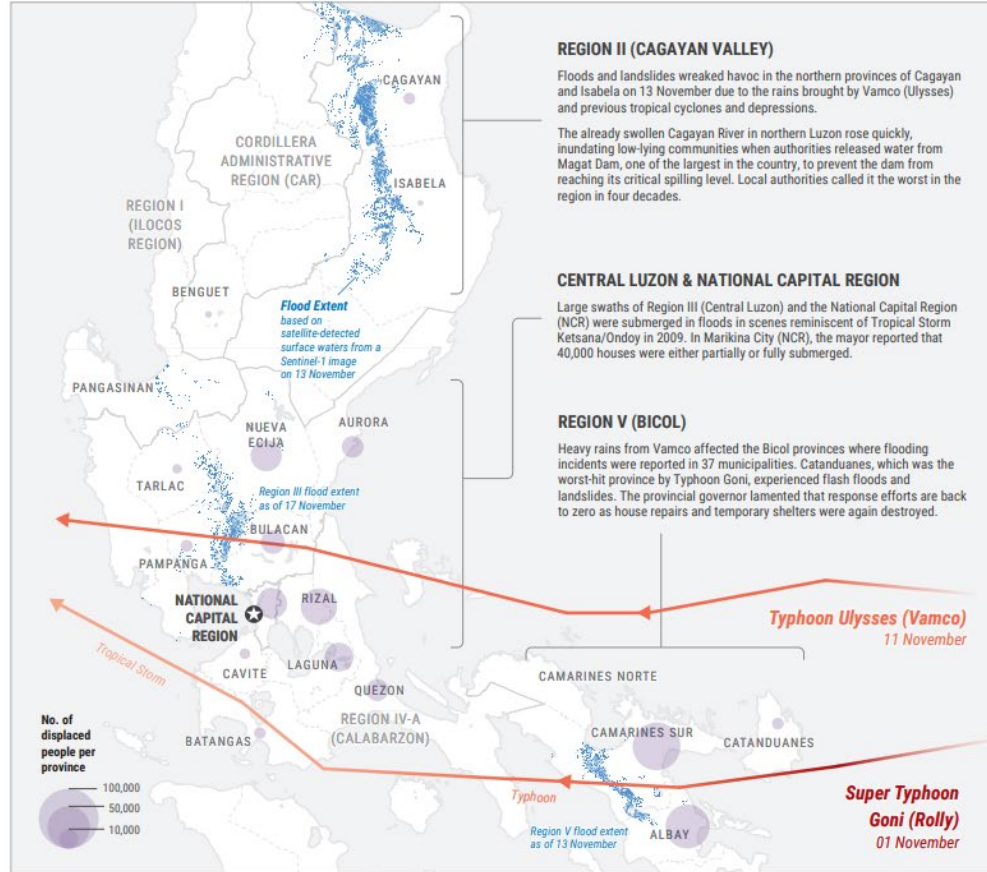 REGION II (CAGAYAN VALLEY)
Floods and landslides wreaked havoc in the northern provinces of Cagayan
and Isabela on 13 November due to the rains brought by Vamco (Ulysses)
and previous tropical cyclones and depressions.
The already swollen Cagayan River in northern Luzon rose quickly,
inundating low-lying communities when authorities released water from
Magat Dam, one of the largest in the country, to prevent the dam from
reaching its critical spilling level. Local authorities called it the worst in the
region in four decades.
CENTRAL LUZON & NATIONAL CAPITAL REGION
Large swaths of Region III (Central Luzon) and the National Capital Region
(NCR) were submerged in floods in scenes reminiscent of Tropical Storm
Ketsana/Ondoy in 2009. In Marikina City (NCR), the mayor reported that
40,000 houses were either partially or fully submerged.
REGION V (BICOL)
Heavy rains from Vamco affected the Bicol provinces where flooding
incidents were reported in 37 municipalities. Catanduanes, which was the
worst-hit province by Typhoon Goni, experienced flash floods and
landslides. The provincial governor lamented that response efforts are back
to zero as house repairs and temporary shelters were again destroyed.
CAGAYAN
CORDILLERA
ADMINISTRATIVE
REGION (CAR)
ISABELA
REGION I
(ILOCOS
REGION)
BENGUET
Flood Extent
based on
satellite-detected
surface waters from a
Sentinel-1 image
on 13 November
PANGASINAN
NUEVA
ECIJA
AURORA
TARLAC
Region III flood extent
as of 17 November
BULACAN
PAMPANGA
NATIONAL
CAPITAL
REGION
RIZAL
Typhoon Ulysses (Vamco)
11 November
Tropical Storm
CAVITE
LAGUNA
QUEZON
CAMARINES NORTE
REGION IV-A
(CALABARZON)
BATANGAS
CAMARINES SUR
CATANDUANES
No. of
displaced
people per
province
100,000
50,000
10,000
Typhoon
Super Typhoon
Goni (Rolly)
01 November
Region V flood extent
as of 13 November
ALBAY